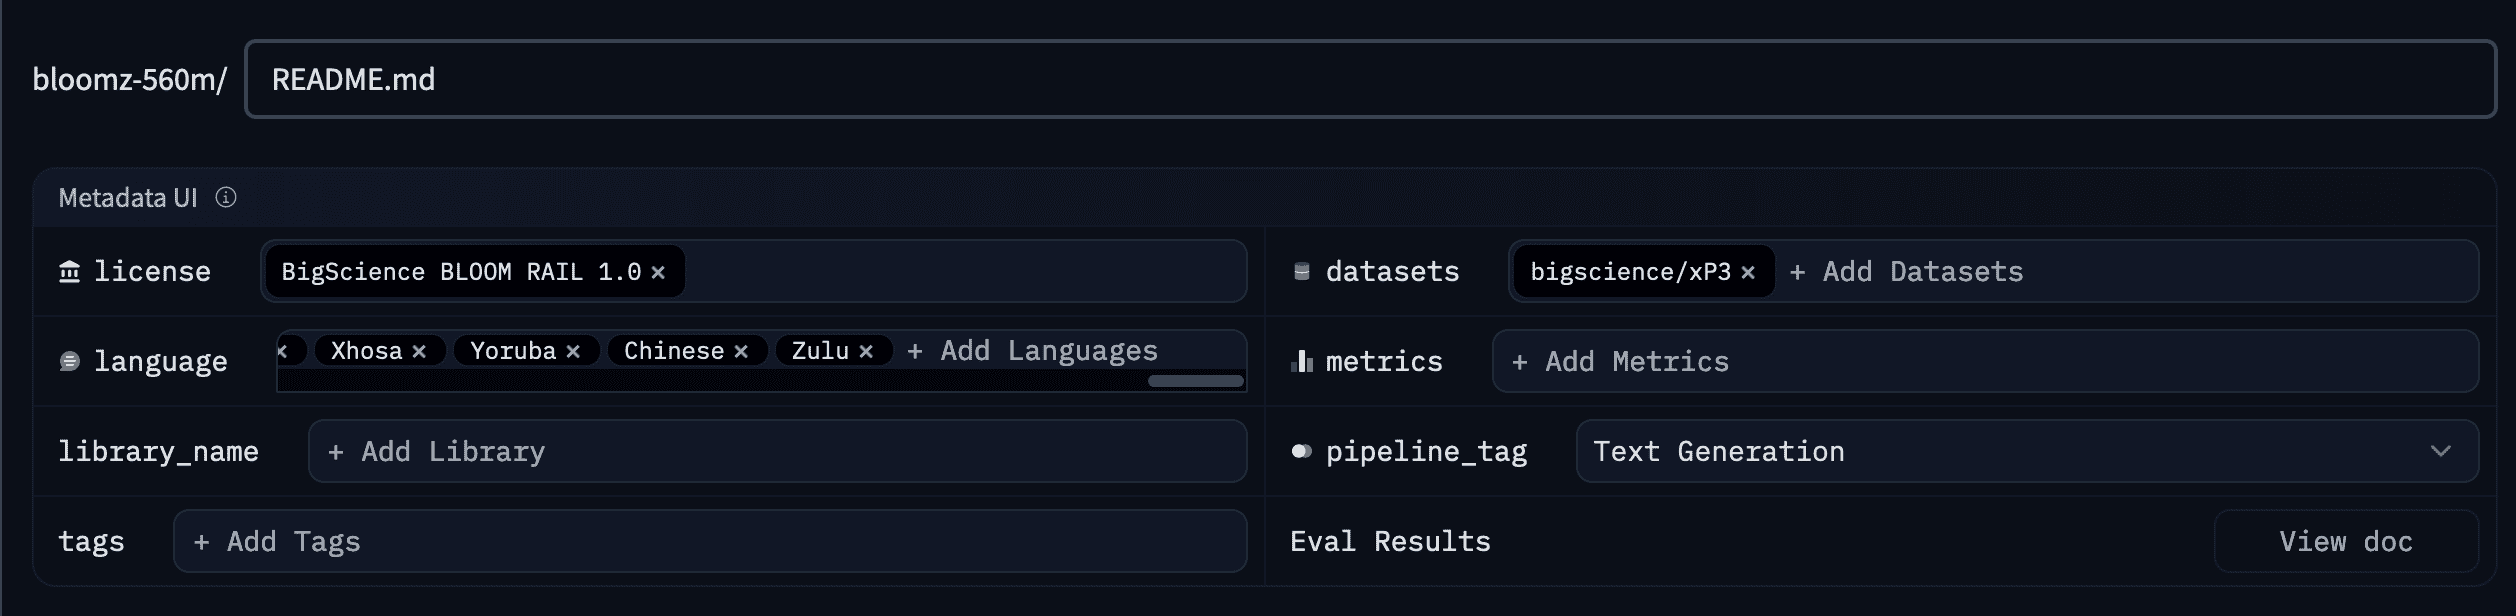 bloomz-560m/ README.md
Metadata UI
license BigScience BLOOM RAIL 1.0 ×
datasets bigscience/xP3 × + Add Datasets
language × Xhosa × Yoruba × Chinese × Zulu × + Add Languages
metrics + Add Metrics
library_name + Add Library
pipeline_tag Text Generation
tags + Add Tags
Eval Results View doc